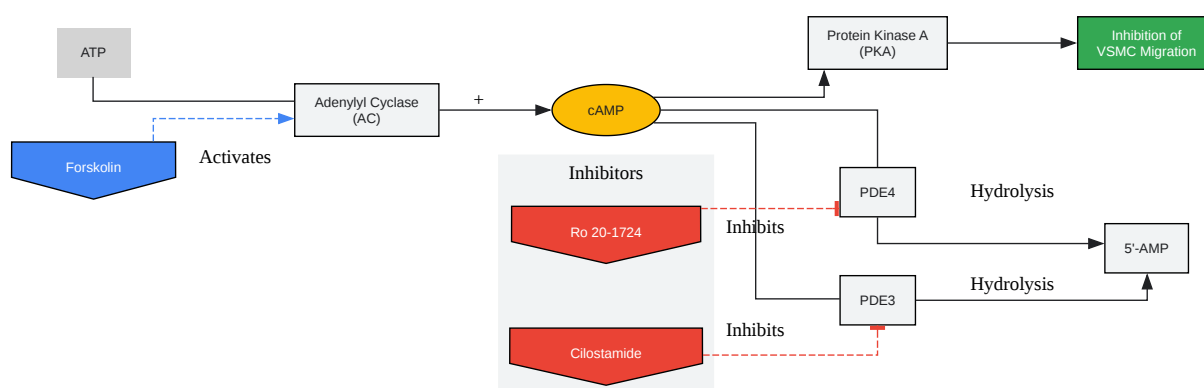 ATP
Protein Kinase A
(PKA)
Inhibition of
VSMC Migration
Adenylyl Cyclase
(AC)
+
cAMP
Forskolin
Activates
Inhibitors
PDE4
Hydrolysis
Ro 20-1724
Inhibits
5'-AMP
PDE3
Hydrolysis
Inhibits
Cilostamide